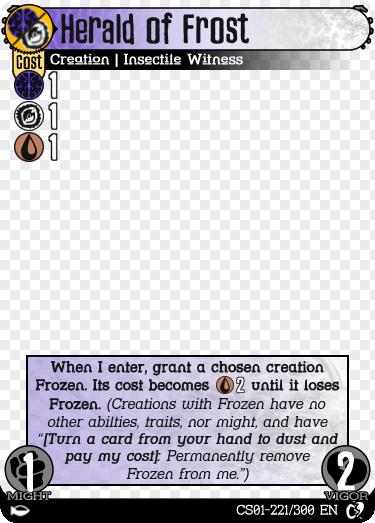 Herald of Frost
Cost
Creation | Insectile Witness
1
1
1
When I enter, grant a chosen creation
Frozen. Its cost becomes 2 until it loses
Frozen. (Creations with Frozen have no
other abilties, traits, nor might, and have
“[Turn a card from your hand to dust and
pay my cost]: Permanently remove
Frozen from me.”)
1
MIGHT
2
VIGOR
CS01-221/300 EN